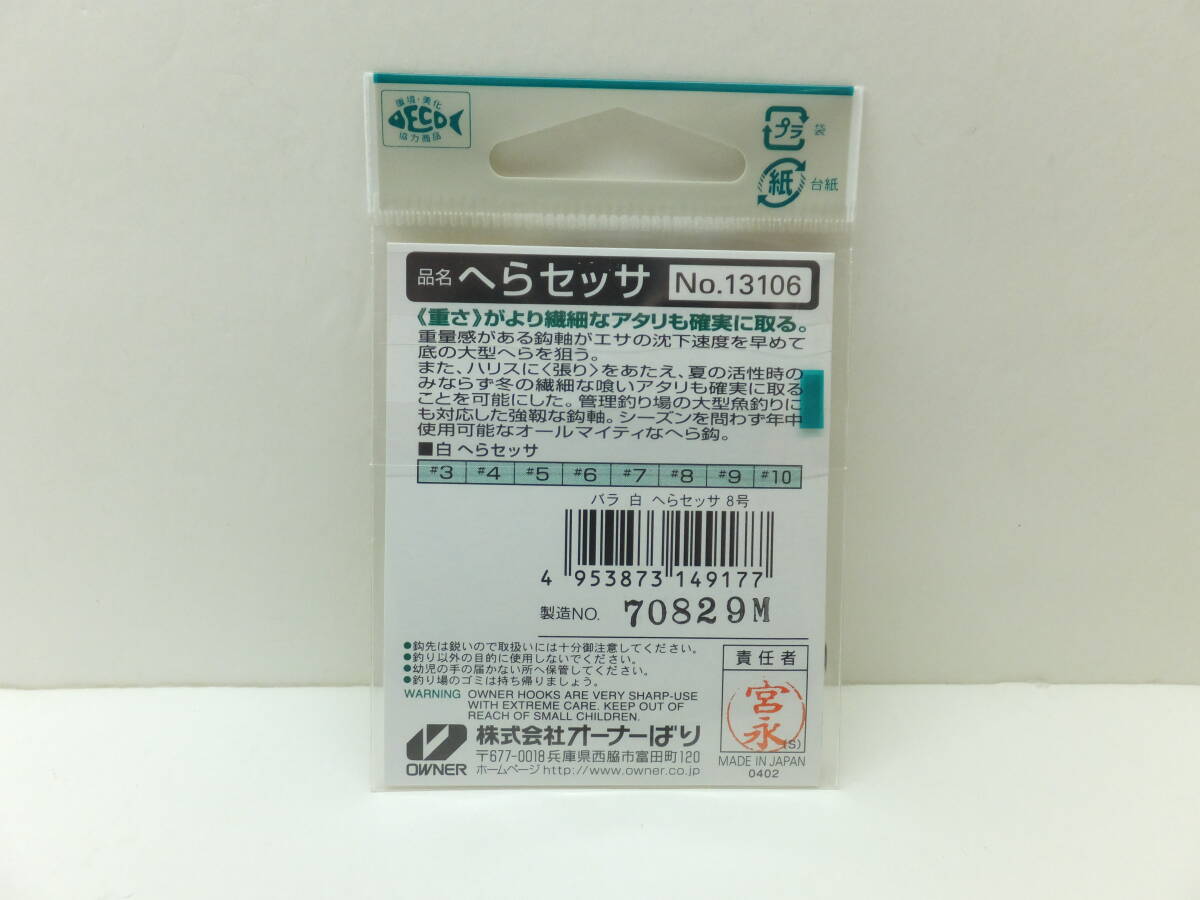 環境・美化
ECO
協力商品
プラ 袋
紙 台紙
品名 へらセッサ No.13106
《重さ》がより繊細なアタリも確実に取る。
重量感がある鈎軸がエサの沈下速度を早めて
底の大型へらを狙う。
また、ハリスに〈張り〉をあたえ、夏の活性時の
みならず冬の繊細な喰いアタリも確実に取る
ことを可能にした。管理釣り場の大型魚釣りに
も対応した強靭な鈎軸。シーズンを問わず年中
使用可能なオールマイティなへら鈎。
■白 へらセッサ
#3 #4 #5 #6 #7 #8 #9 #10
バラ 白 へらセッサ 8号
4 953873 149177
製造NO. 70829M
●鈎先は鋭いので取扱いには十分御注意してください。
●釣り以外の目的に使用しないでください。
●幼児の手の届かない所へ保管してください。
●釣り場のゴミは持ち帰りましょう。
WARNING OWNER HOOKS ARE VERY SHARP-USE
WITH EXTREME CARE. KEEP OUT OF
REACH OF SMALL CHILDREN.
OWNER
株式会社オーナーばり
〒677-0018 兵庫県西脇市富田町120
ホームページ http://www.owner.co.jp
責任者
宮永
(S)
MADE IN JAPAN
0402